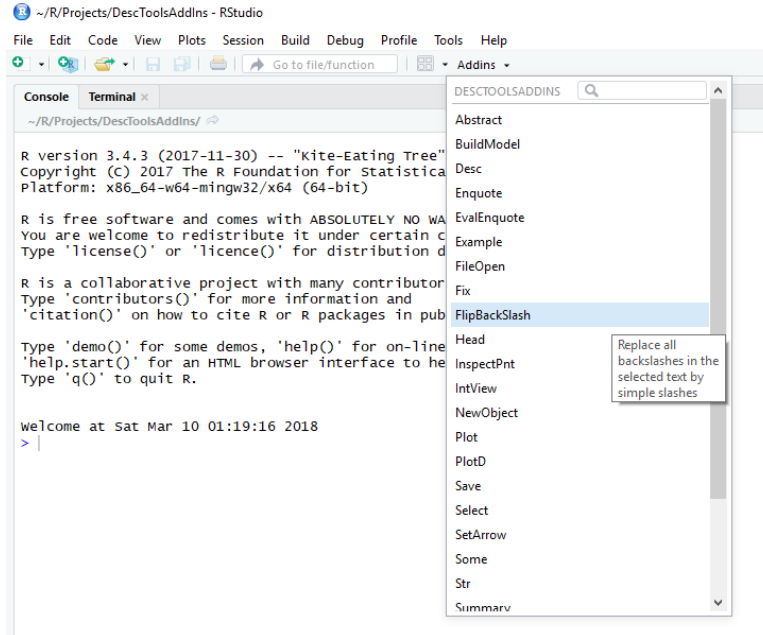 R ~/R/Projects/DescToolsAddIns - RStudio
File Edit Code View Plots Session Build Debug Profile Tools Help
Go to file/function Addins
Console Terminal ×
~/R/Projects/DescToolsAddIns/
R version 3.4.3 (2017-11-30) -- "Kite-Eating Tree"
Copyright (C) 2017 The R Foundation for Statistica
Platform: x86_64-w64-mingw32/x64 (64-bit)
R is free software and comes with ABSOLUTELY NO WA
You are welcome to redistribute it under certain c
Type 'license()' or 'licence()' for distribution d
R is a collaborative project with many contributor
Type 'contributors()' for more information and
'citation()' on how to cite R or R packages in pub
Type 'demo()' for some demos, 'help()' for on-line
'help.start()' for an HTML browser interface to he
Type 'q()' to quit R.
Welcome at Sat Mar 10 01:19:16 2018
>
DESCTOOLSADDINS
Abstract
BuildModel
Desc
Enquote
EvalEnquote
Example
FileOpen
Fix
FlipBackSlash
Head
InspectPnt
IntView
NewObject
Plot
PlotD
Save
Select
SetArrow
Some
Str
Summary
Replace all
backslashes in the
selected text by
simple slashes